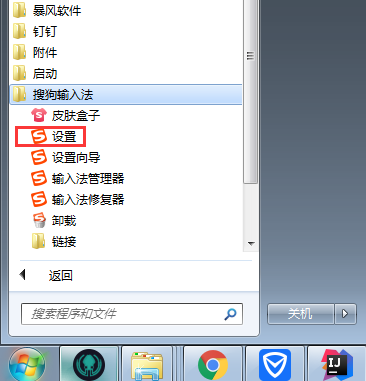 暴风软件
钉钉
附件
启动
搜狗输入法
皮肤盒子
设置
设置向导
输入法管理器
输入法修复器
卸载
链接
返回
搜索程序和文件
关机